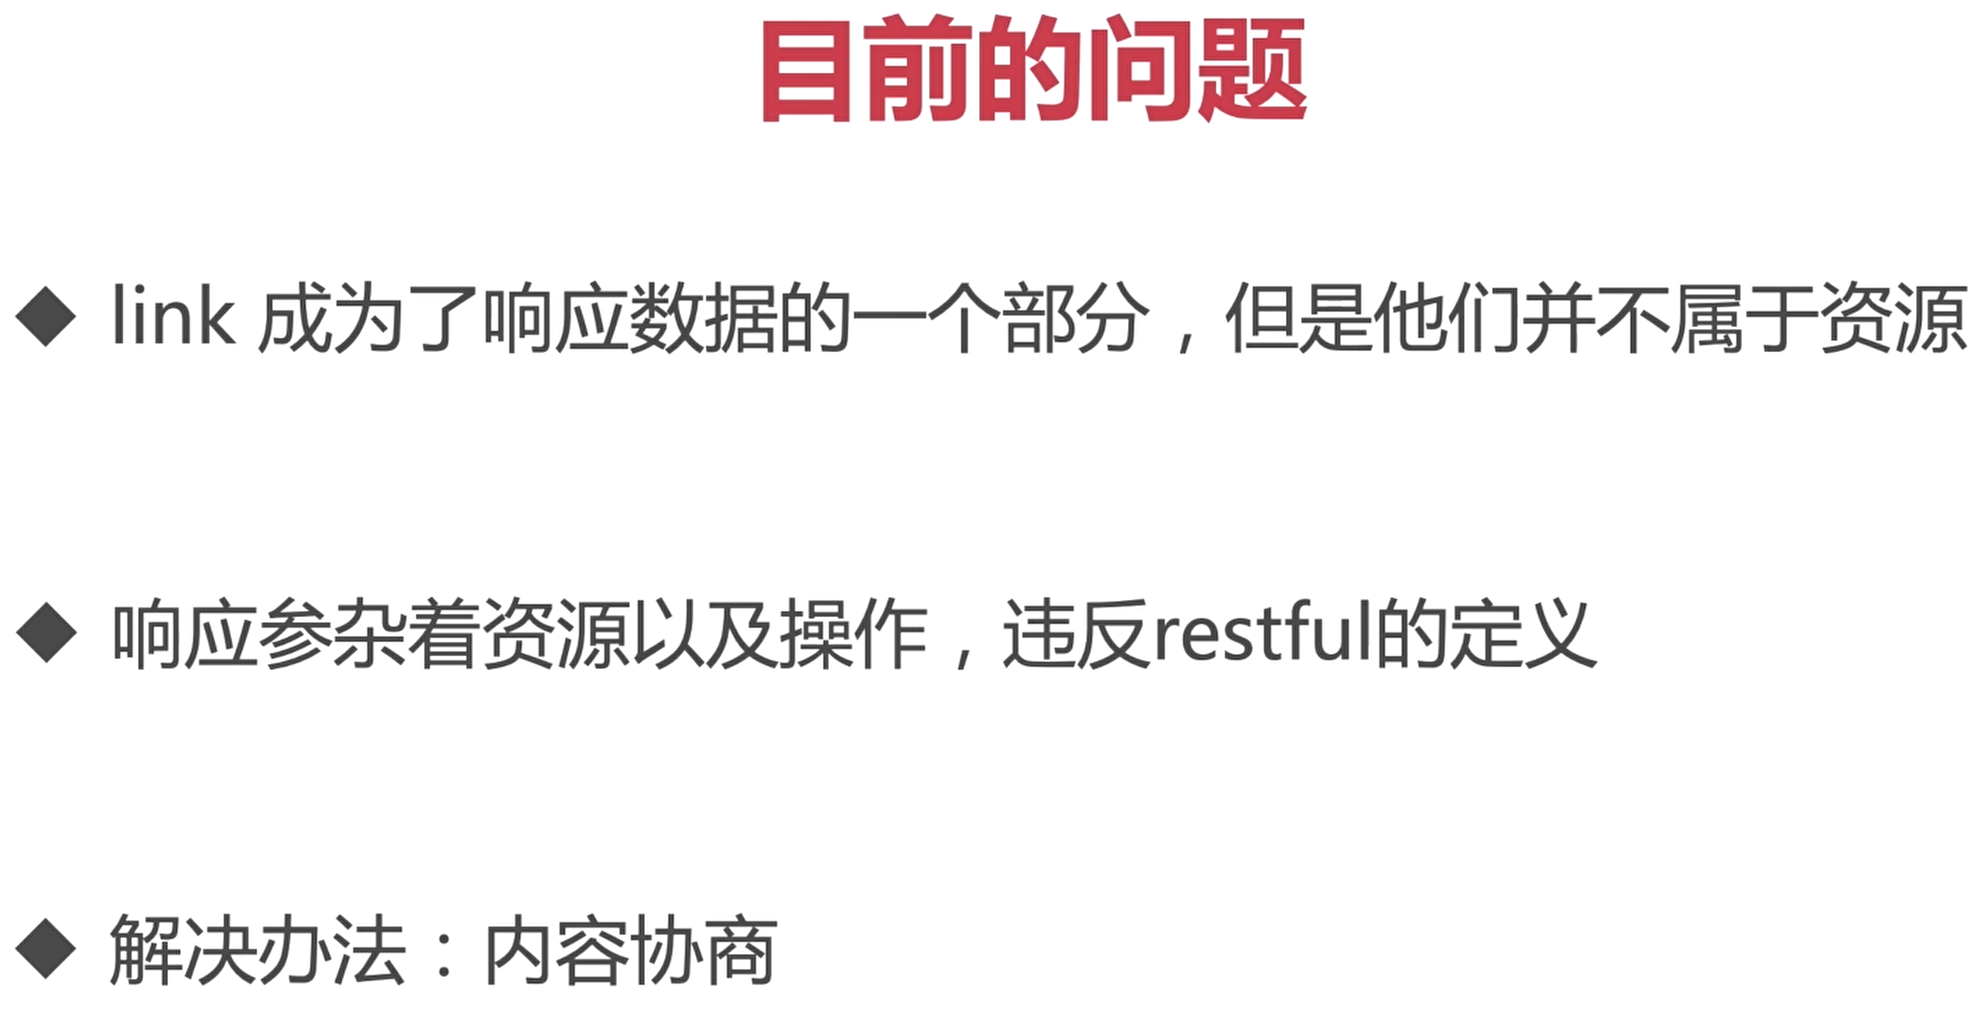 目前的问题
◆ link 成为了响应数据的一个部分，但是他们并不属于资源
◆ 响应参杂着资源以及操作，违反restful的定义
◆ 解决办法：内容协商